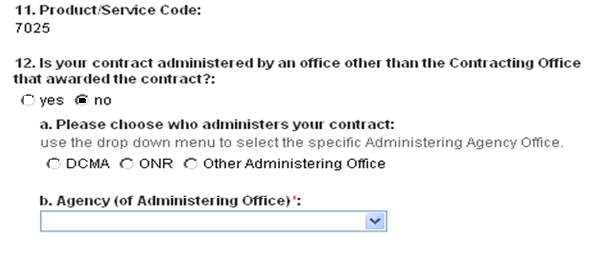 11. Product/Service Code:
7025
12. Is your contract administered by an office other than the Contracting Office
that awarded the contract?:
yes no
a. Please choose who administers your contract:
use the drop down menu to select the specific Administering Agency Office.
DCMA ONR Other Administering Office
b. Agency (of Administering Office)*: